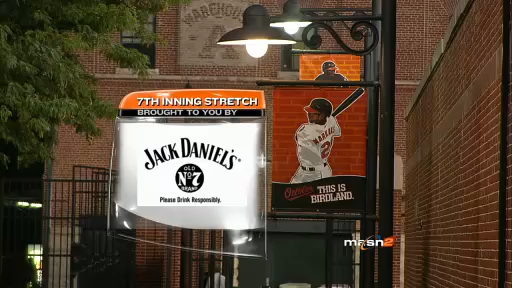 WAREHOUSE
7TH INNING STRETCH
BROUGHT TO YOU BY
JACK DANIEL'S
OLD
No. 7
BRAND
Please Drink Responsibly.
MARKAKIS
21
Orioles
THIS IS
BIRDLAND.
masn2